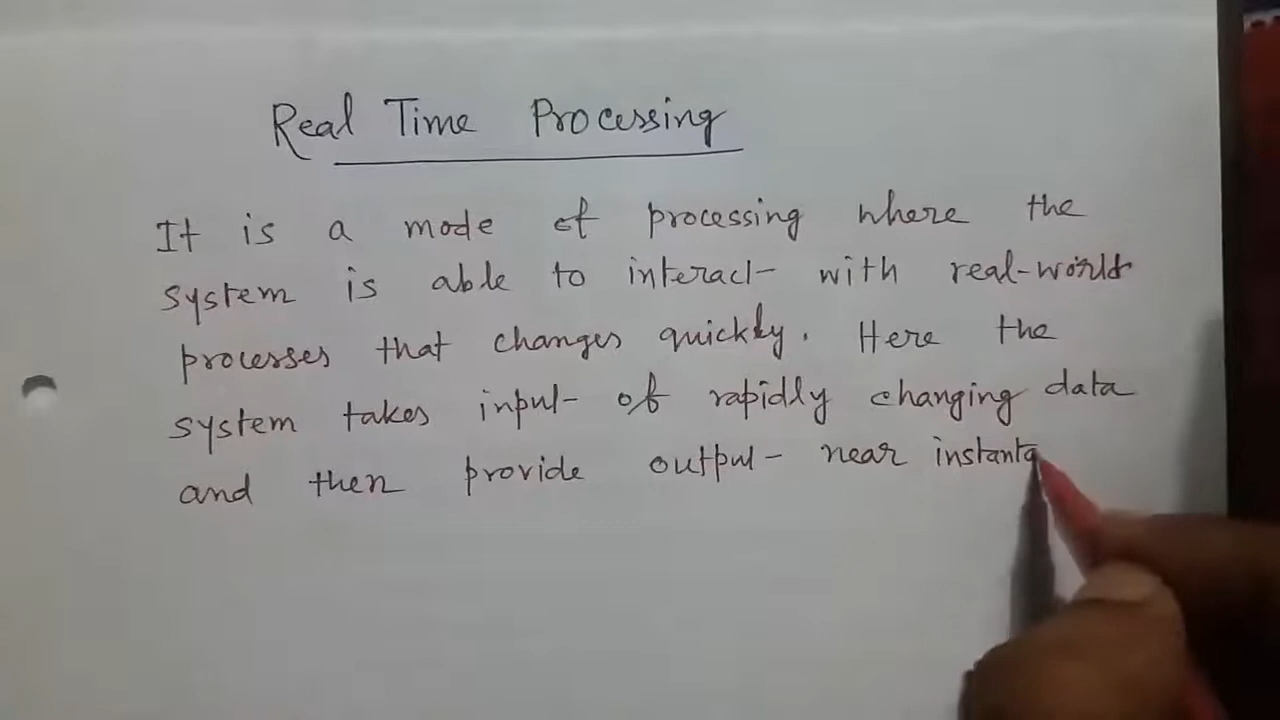 Real Time Processing
It is a mode of processing where the
system is able to interact with real-world
processes that changes quickly. Here the
system takes input of rapidly changing data
and then provide output near instanta